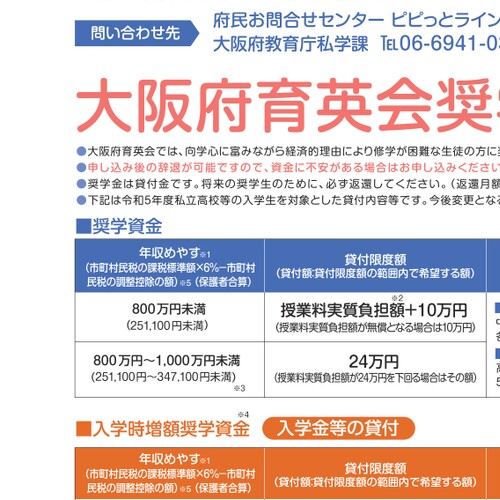 問い合わせ先
府民お問合せセンター ピピっとライン
大阪府教育庁私学課 ℡06-6941-03
大阪府育英会奨
●大阪府育英会では、向学心に富みながら経済的理由により修学が困難な生徒の方に
●申し込み後の辞退が可能ですので、資金に不安がある場合はお申し込みください
●奨学金は貸付金です。将来の奨学生のために、必ず返還してください。（返還月額
●下記は令和5年度私立高校等の入学生を対象とした貸付内容等です。今後変更とな
■奨学資金
年収めやす※1
（市町村民税の課税標準額×6%－市町村
民税の調整控除の額）※5（保護者合算）
貸付限度額
（貸付額:貸付限度額の範囲内で希望する額）
800万円未満
（251,100円未満）
※2
授業料実質負担額+10万円
（授業料実質負担額が無償となる場合は10万円）
800万円～1,000万円未満
（251,100円～347,100円未満）
※3
24万円
（授業料実質負担額が24万円を下回る場合はその額）
■入学時増額奨学資金※4
入学金等の貸付
年収めやす※1
（市町村民税の課税標準額×6%－市町村
民税の調整控除の額）※5（保護者合算）
貸付限度額
（貸付額:貸付限度額の範囲内で希望する額）